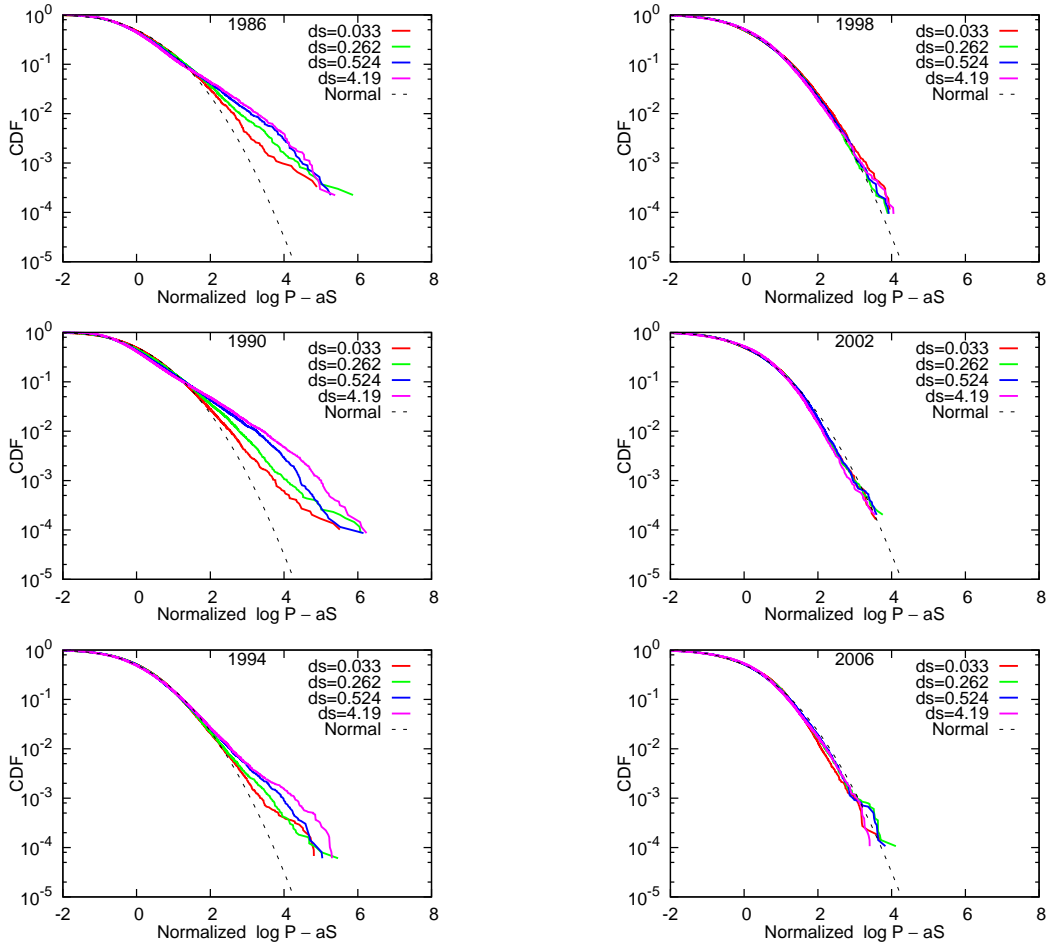 1986
CDF
10^0
10^-1
10^-2
10^-3
10^-4
10^-5
-2 0 2 4 6 8
Normalized log P − aS
ds=0.033
ds=0.262
ds=0.524
ds=4.19
Normal
1998
CDF
10^0
10^-1
10^-2
10^-3
10^-4
10^-5
-2 0 2 4 6 8
Normalized log P − aS
ds=0.033
ds=0.262
ds=0.524
ds=4.19
Normal
1990
CDF
10^0
10^-1
10^-2
10^-3
10^-4
10^-5
-2 0 2 4 6 8
Normalized log P − aS
ds=0.033
ds=0.262
ds=0.524
ds=4.19
Normal
2002
CDF
10^0
10^-1
10^-2
10^-3
10^-4
10^-5
-2 0 2 4 6 8
Normalized log P − aS
ds=0.033
ds=0.262
ds=0.524
ds=4.19
Normal
1994
CDF
10^0
10^-1
10^-2
10^-3
10^-4
10^-5
-2 0 2 4 6 8
Normalized log P − aS
ds=0.033
ds=0.262
ds=0.524
ds=4.19
Normal
2006
CDF
10^0
10^-1
10^-2
10^-3
10^-4
10^-5
-2 0 2 4 6 8
Normalized log P − aS
ds=0.033
ds=0.262
ds=0.524
ds=4.19
Normal